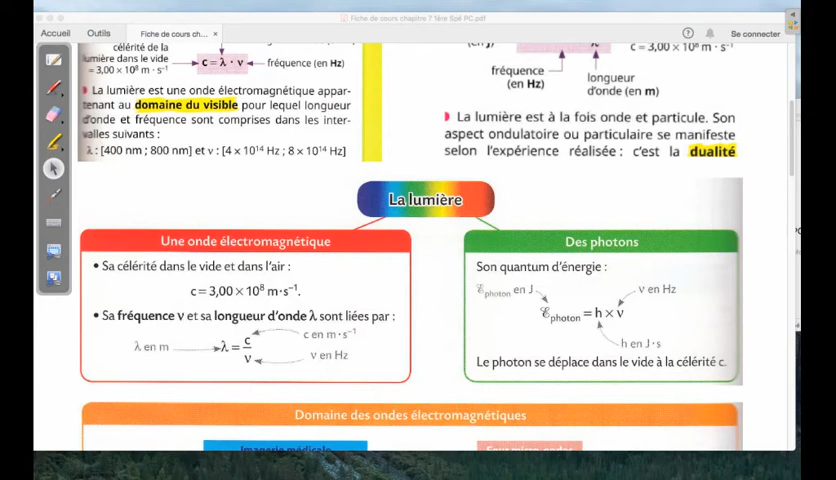 Fiche de cours chapitre 7 1ère Spé PC.pdf
Accueil
Outils
Fiche de cours ch...
×
?
Se connecter
célérité de la
lumière dans le vide
= 3,00 × 10⁸ m · s⁻¹
c = λ · ν
fréquence (en Hz)
La lumière est une onde électromagnétique appar-
tenant au domaine du visible pour lequel longueur
d'onde et fréquence sont comprises dans les inter-
valles suivants :
λ : [400 nm ; 800 nm] et ν : [4 × 10¹⁴ Hz ; 8 × 10¹⁴ Hz]
(en J)
λ
c = 3,00 × 10⁸ m · s⁻¹
fréquence
(en Hz)
longueur
d'onde (en m)
La lumière est à la fois onde et particule. Son
aspect ondulatoire ou particulaire se manifeste
selon l'expérience réalisée : c'est la dualité
La lumière
Une onde électromagnétique
• Sa célérité dans le vide et dans l'air :
c = 3,00 × 10⁸ m·s⁻¹.
• Sa fréquence ν et sa longueur d'onde λ sont liées par :
λ en m
λ = c/ν
c en m·s⁻¹
ν en Hz
Des photons
Son quantum d'énergie :
ℰphoton en J
ν en Hz
ℰphoton = h × ν
h en J·s
Le photon se déplace dans le vide à la célérité c.
Domaine des ondes électromagnétiques
Imagerie médicale